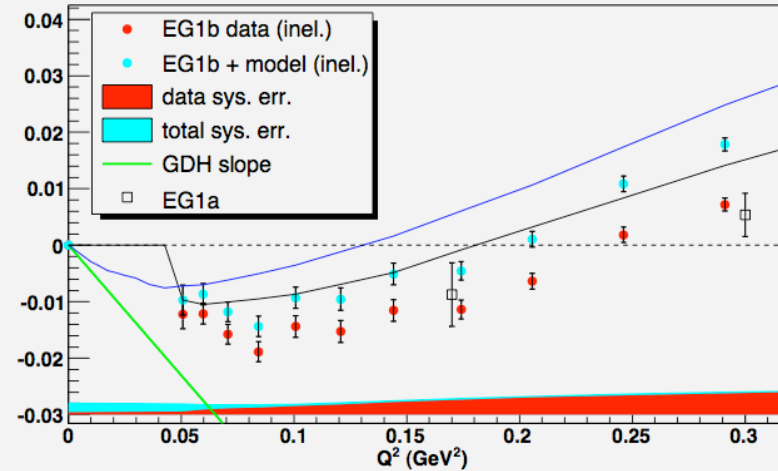 0.04
0.03
0.02
0.01
0
-0.01
-0.02
-0.03
EG1b data (inel.)
EG1b + model (inel.)
data sys. err.
total sys. err.
GDH slope
EG1a
0 0.05 0.1 0.15 0.2 0.25 0.3
Q² (GeV²)